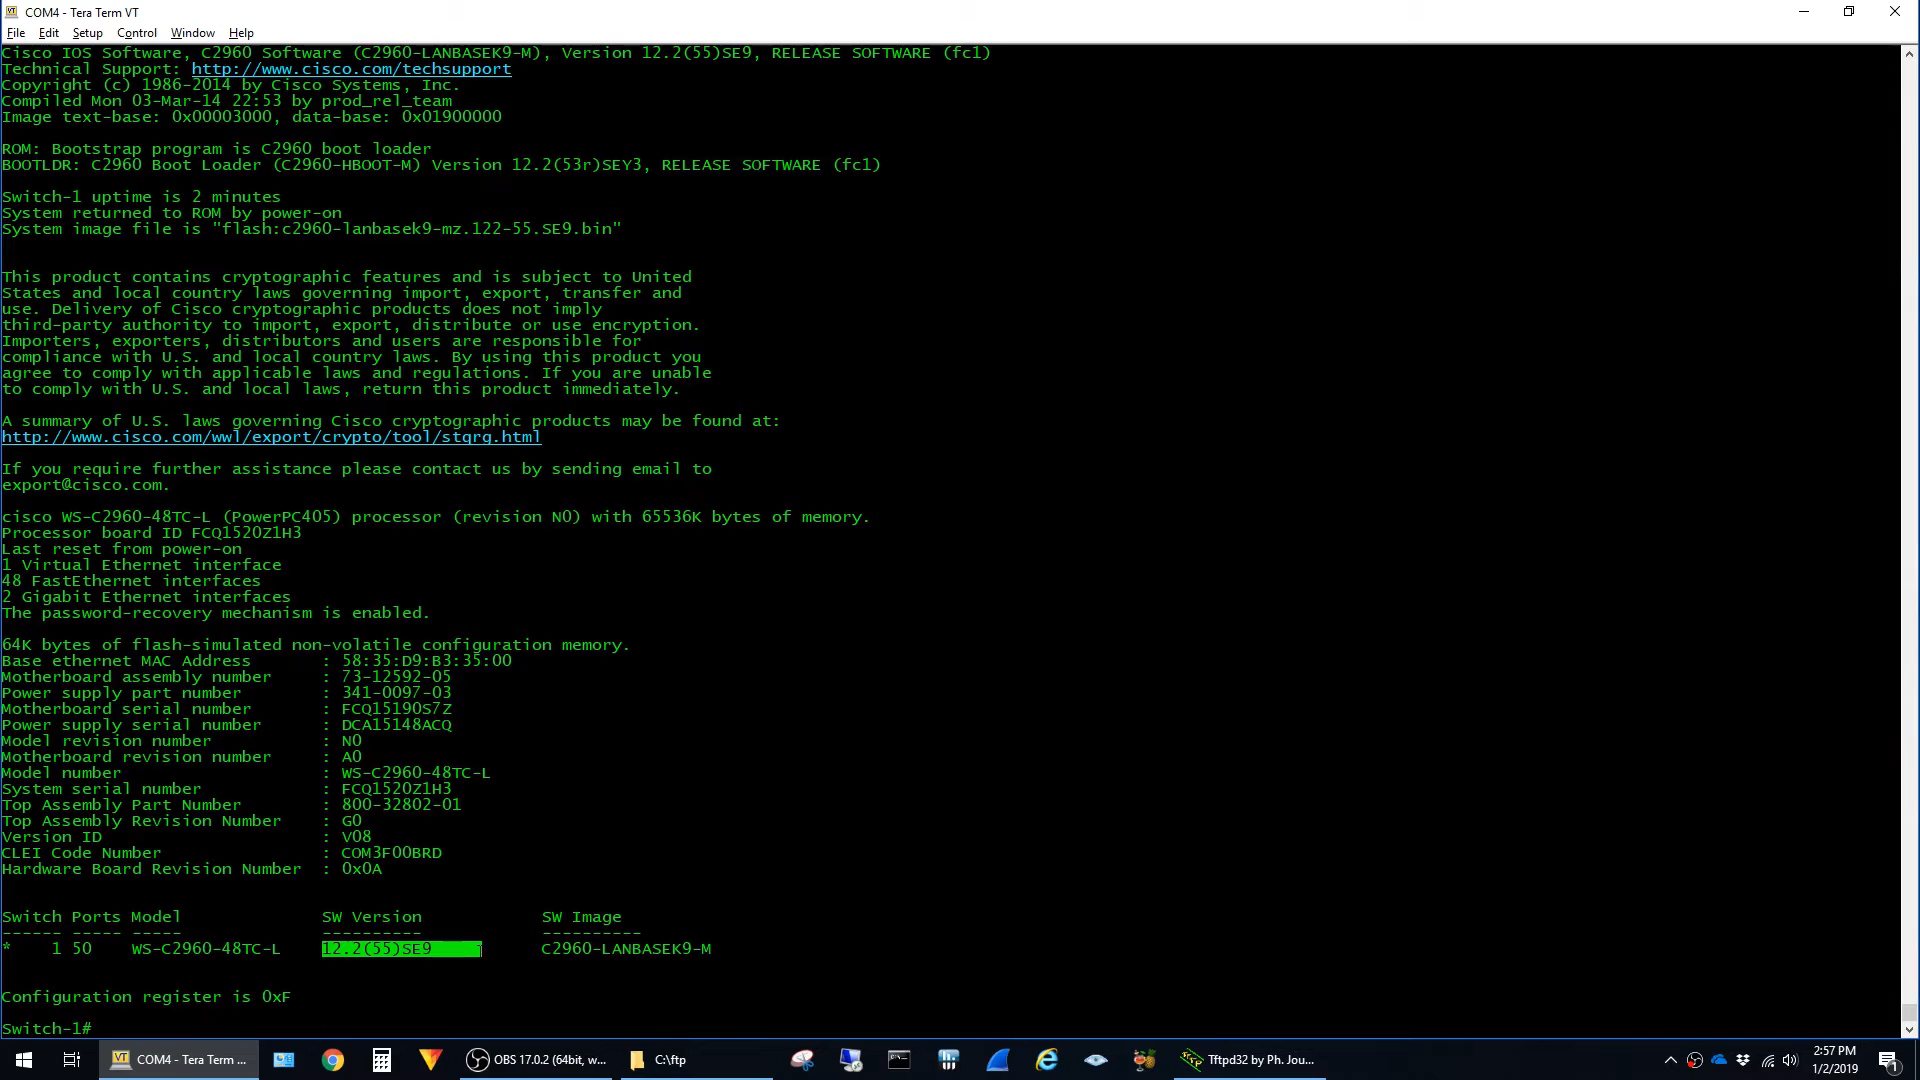 COM4 - Tera Term VT
File Edit Setup Control Window Help
Cisco IOS Software, C2960 Software (C2960-LANBASEK9-M), Version 12.2(55)SE9, RELEASE SOFTWARE (fc1)
Technical Support: http://www.cisco.com/techsupport
Copyright (c) 1986-2014 by Cisco Systems, Inc.
Compiled Mon 03-Mar-14 22:53 by prod_rel_team
Image text-base: 0x00003000, data-base: 0x01900000
ROM: Bootstrap program is C2960 boot loader
BOOTLDR: C2960 Boot Loader (C2960-HBOOT-M) Version 12.2(53r)SEY3, RELEASE SOFTWARE (fc1)
Switch-1 uptime is 2 minutes
System returned to ROM by power-on
System image file is "flash:c2960-lanbasek9-mz.122-55.SE9.bin"
This product contains cryptographic features and is subject to United
States and local country laws governing import, export, transfer and
use. Delivery of Cisco cryptographic products does not imply
third-party authority to import, export, distribute or use encryption.
Importers, exporters, distributors and users are responsible for
compliance with U.S. and local country laws. By using this product you
agree to comply with applicable laws and regulations. If you are unable
to comply with U.S. and local laws, return this product immediately.
A summary of U.S. laws governing Cisco cryptographic products may be found at:
http://www.cisco.com/wwl/export/crypto/tool/stqrg.html
If you require further assistance please contact us by sending email to
export@cisco.com.
cisco WS-C2960-48TC-L (PowerPC405) processor (revision N0) with 65536K bytes of memory.
Processor board ID FCQ1520Z1H3
Last reset from power-on
1 Virtual Ethernet interface
48 FastEthernet interfaces
2 Gigabit Ethernet interfaces
The password-recovery mechanism is enabled.
64K bytes of flash-simulated non-volatile configuration memory.
Base ethernet MAC Address : 58:35:D9:B3:35:00
Motherboard assembly number : 73-12592-05
Power supply part number : 341-0097-03
Motherboard serial number : FCQ15190S7Z
Power supply serial number : DCA15148ACQ
Model revision number : N0
Motherboard revision number : A0
Model number : WS-C2960-48TC-L
System serial number : FCQ1520Z1H3
Top Assembly Part Number : 800-32802-01
Top Assembly Revision Number : G0
Version ID : V08
CLEI Code Number : COM3F00BRD
Hardware Board Revision Number : 0x0A
Switch Ports Model SW Version SW Image
------ ----- ----- ---------- ----------
* 1 50 WS-C2960-48TC-L 12.2(55)SE9 C2960-LANBASEK9-M
Configuration register is 0xF
Switch-1#
COM4 - Tera Term ... OBS 17.0.2 (64bit, w... C:\ftp Tftpd32 by Ph. Jou... 2:57 PM
1/2/2019